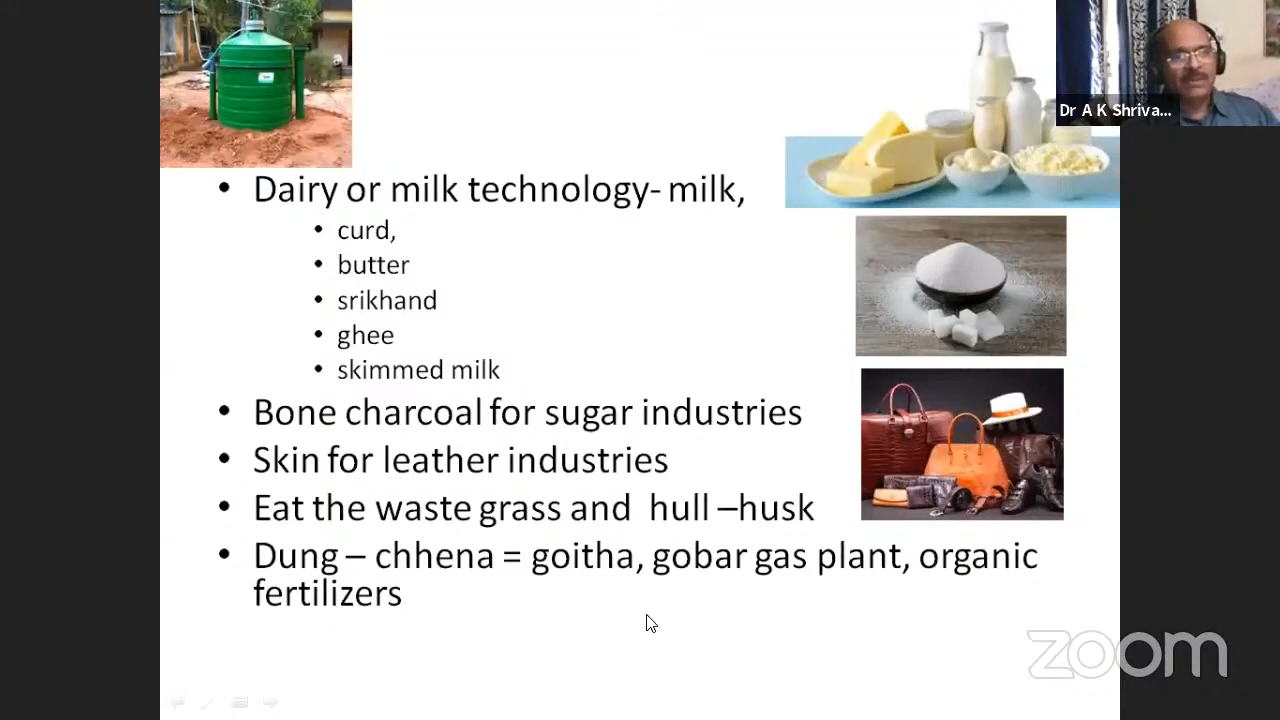 Dr A K Shriva...
• Dairy or milk technology- milk,
• curd,
• butter
• srikhand
• ghee
• skimmed milk
• Bone charcoal for sugar industries
• Skin for leather industries
• Eat the waste grass and hull –husk
• Dung – chhena = goitha, gobar gas plant, organic
fertilizers
zoom